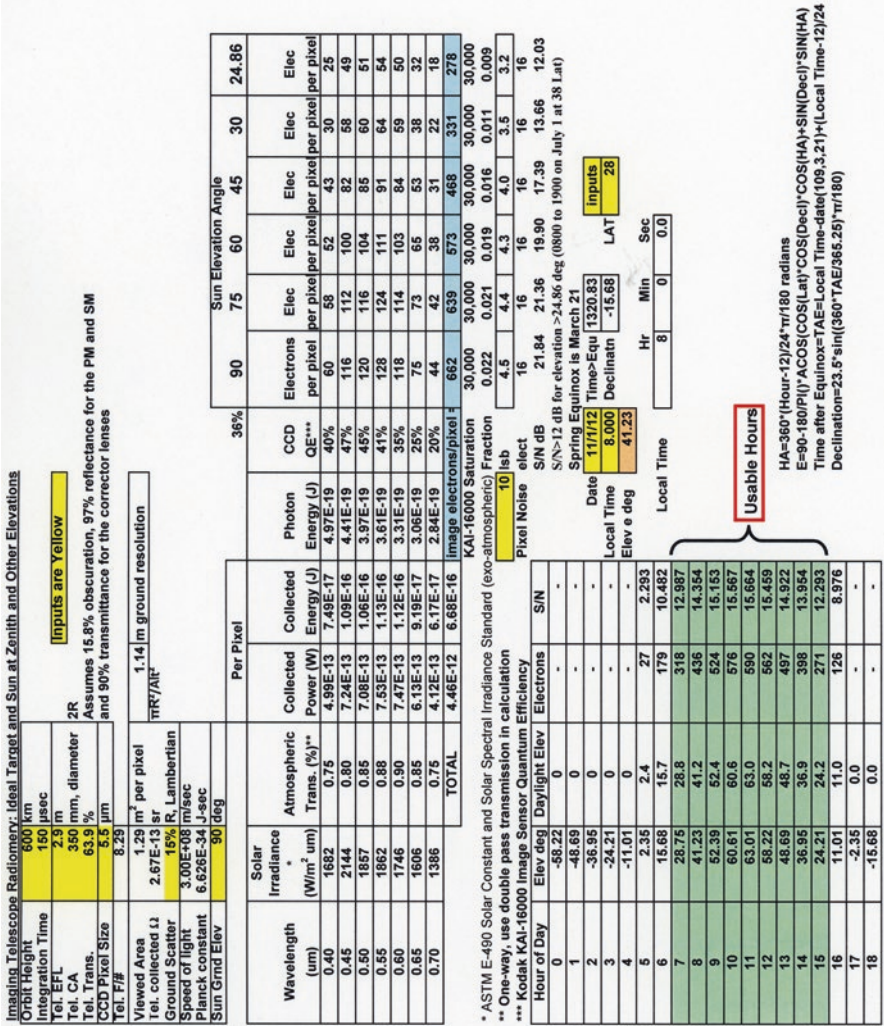 Imaging Telescope Radiomery; Ideal Target and Sun at Zenith and Other Elevations
Orbit Height 600 km
Integration Time 150 µsec Inputs are Yellow
Tel. EFL 2.9 m
Tel. CA 350 mm, diameter 2R
Tel. Trans. 63.9 % Assumes 15.8% obscuration, 97% reflectance for the PM and SM
CCD Pixel Size 5.5 µm and 90% transmittance for the corrector lenses
Tel. F/# 8.29
Viewed Area 1.29 m² per pixel 1.14 m ground resolution
Tel. collected Ω 2.67E-13 sr πR²/Alt²
Ground Scatter 15% R, Lambertian
Speed of light 3.00E+08 m/sec
Planck constant 6.626E-34 J-sec
Sun Grnd Elev 90 deg
Per Pixel Sun Elevation Angle
36% 90 75 60 45 30 24.86
Wavelength (um) Solar Irradiance * (W/m² um) Atmospheric Trans. (%)** Collected Power (W) Collected Energy (J) Photon Energy (J) CCD QE*** Electrons per pixel Elec per pixel Elec per pixel Elec per pixel Elec per pixel Elec per pixel
0.40 1682 0.75 4.99E-13 7.49E-17 4.97E-19 40% 60 58 52 43 30 25
0.45 2144 0.80 7.24E-13 1.09E-16 4.41E-19 47% 116 112 100 82 58 49
0.50 1857 0.85 7.08E-13 1.06E-16 3.97E-19 45% 120 116 104 85 60 51
0.55 1862 0.88 7.53E-13 1.13E-16 3.61E-19 41% 128 124 111 91 64 54
0.60 1746 0.90 7.47E-13 1.12E-16 3.31E-19 35% 118 114 103 84 59 50
0.65 1606 0.85 6.13E-13 9.19E-17 3.06E-19 25% 75 73 65 53 38 32
0.70 1386 0.75 4.12E-13 6.17E-17 2.84E-19 20% 44 42 38 31 22 18
TOTAL 4.46E-12 6.68E-16 Image electrons/pixel = 662 639 573 468 331 278
* ASTM E-490 Solar Constant and Solar Spectral Irradiance Standard (exo-atmospheric)
** One-way, use double pass transmission in calculation
*** Kodak KAI-16000 Image Sensor Quantum Efficiency
KAI-16000 Saturation 30,000 30,000 30,000 30,000 30,000 30,000
Fraction 0.022 0.021 0.019 0.016 0.011 0.009
10 lsb 4.5 4.4 4.3 4.0 3.5 3.2
Pixel Noise elect 16 16 16 16 16 16
S/N dB 21.84 21.36 19.90 17.39 13.66 12.03
S/N>12 dB for elevation >24.86 deg (0800 to 1900 on July 1 at 38 Lat)
Spring Equinox is March 21
Date 11/1/12 Time>Equ 1320.83 inputs
Local Time 8.000 Declinatn -15.68 LAT 28
Elev e deg 41.23
Hr Min Sec
Local Time 8 0 0.0
Hour of Day Elev deg Daylight Elev Electrons S/N
0 -58.22 0 - -
1 -48.69 0 - -
2 -36.95 0 - -
3 -24.21 0 - -
4 -11.01 0 - -
5 2.35 2.4 27 2.293
6 15.68 15.7 179 10.482
7 28.75 28.8 318 12.987
8 41.23 41.2 436 14.354
9 52.39 52.4 524 15.153
10 60.61 60.6 576 15.567
11 63.01 63.0 590 15.664
12 58.22 58.2 562 15.459
13 48.69 48.7 497 14.922
14 36.95 36.9 398 13.954
15 24.21 24.2 271 12.293
16 11.01 11.0 126 8.976
17 -2.35 0.0 - -
18 -15.68 0.0 - -
Usable Hours
HA=360*(Hour-12)/24*π/180 radians
E=90-180/PI()*ACOS(COS(Lat)*COS(Decl)*COS(HA)+SIN(Decl)*SIN(HA)
Time after Equinox=TAE=Local Time-date(109,3,21)+(Local Time-12)/24
Declination=23.5*sin((360*TAE/365.25)*π/180)